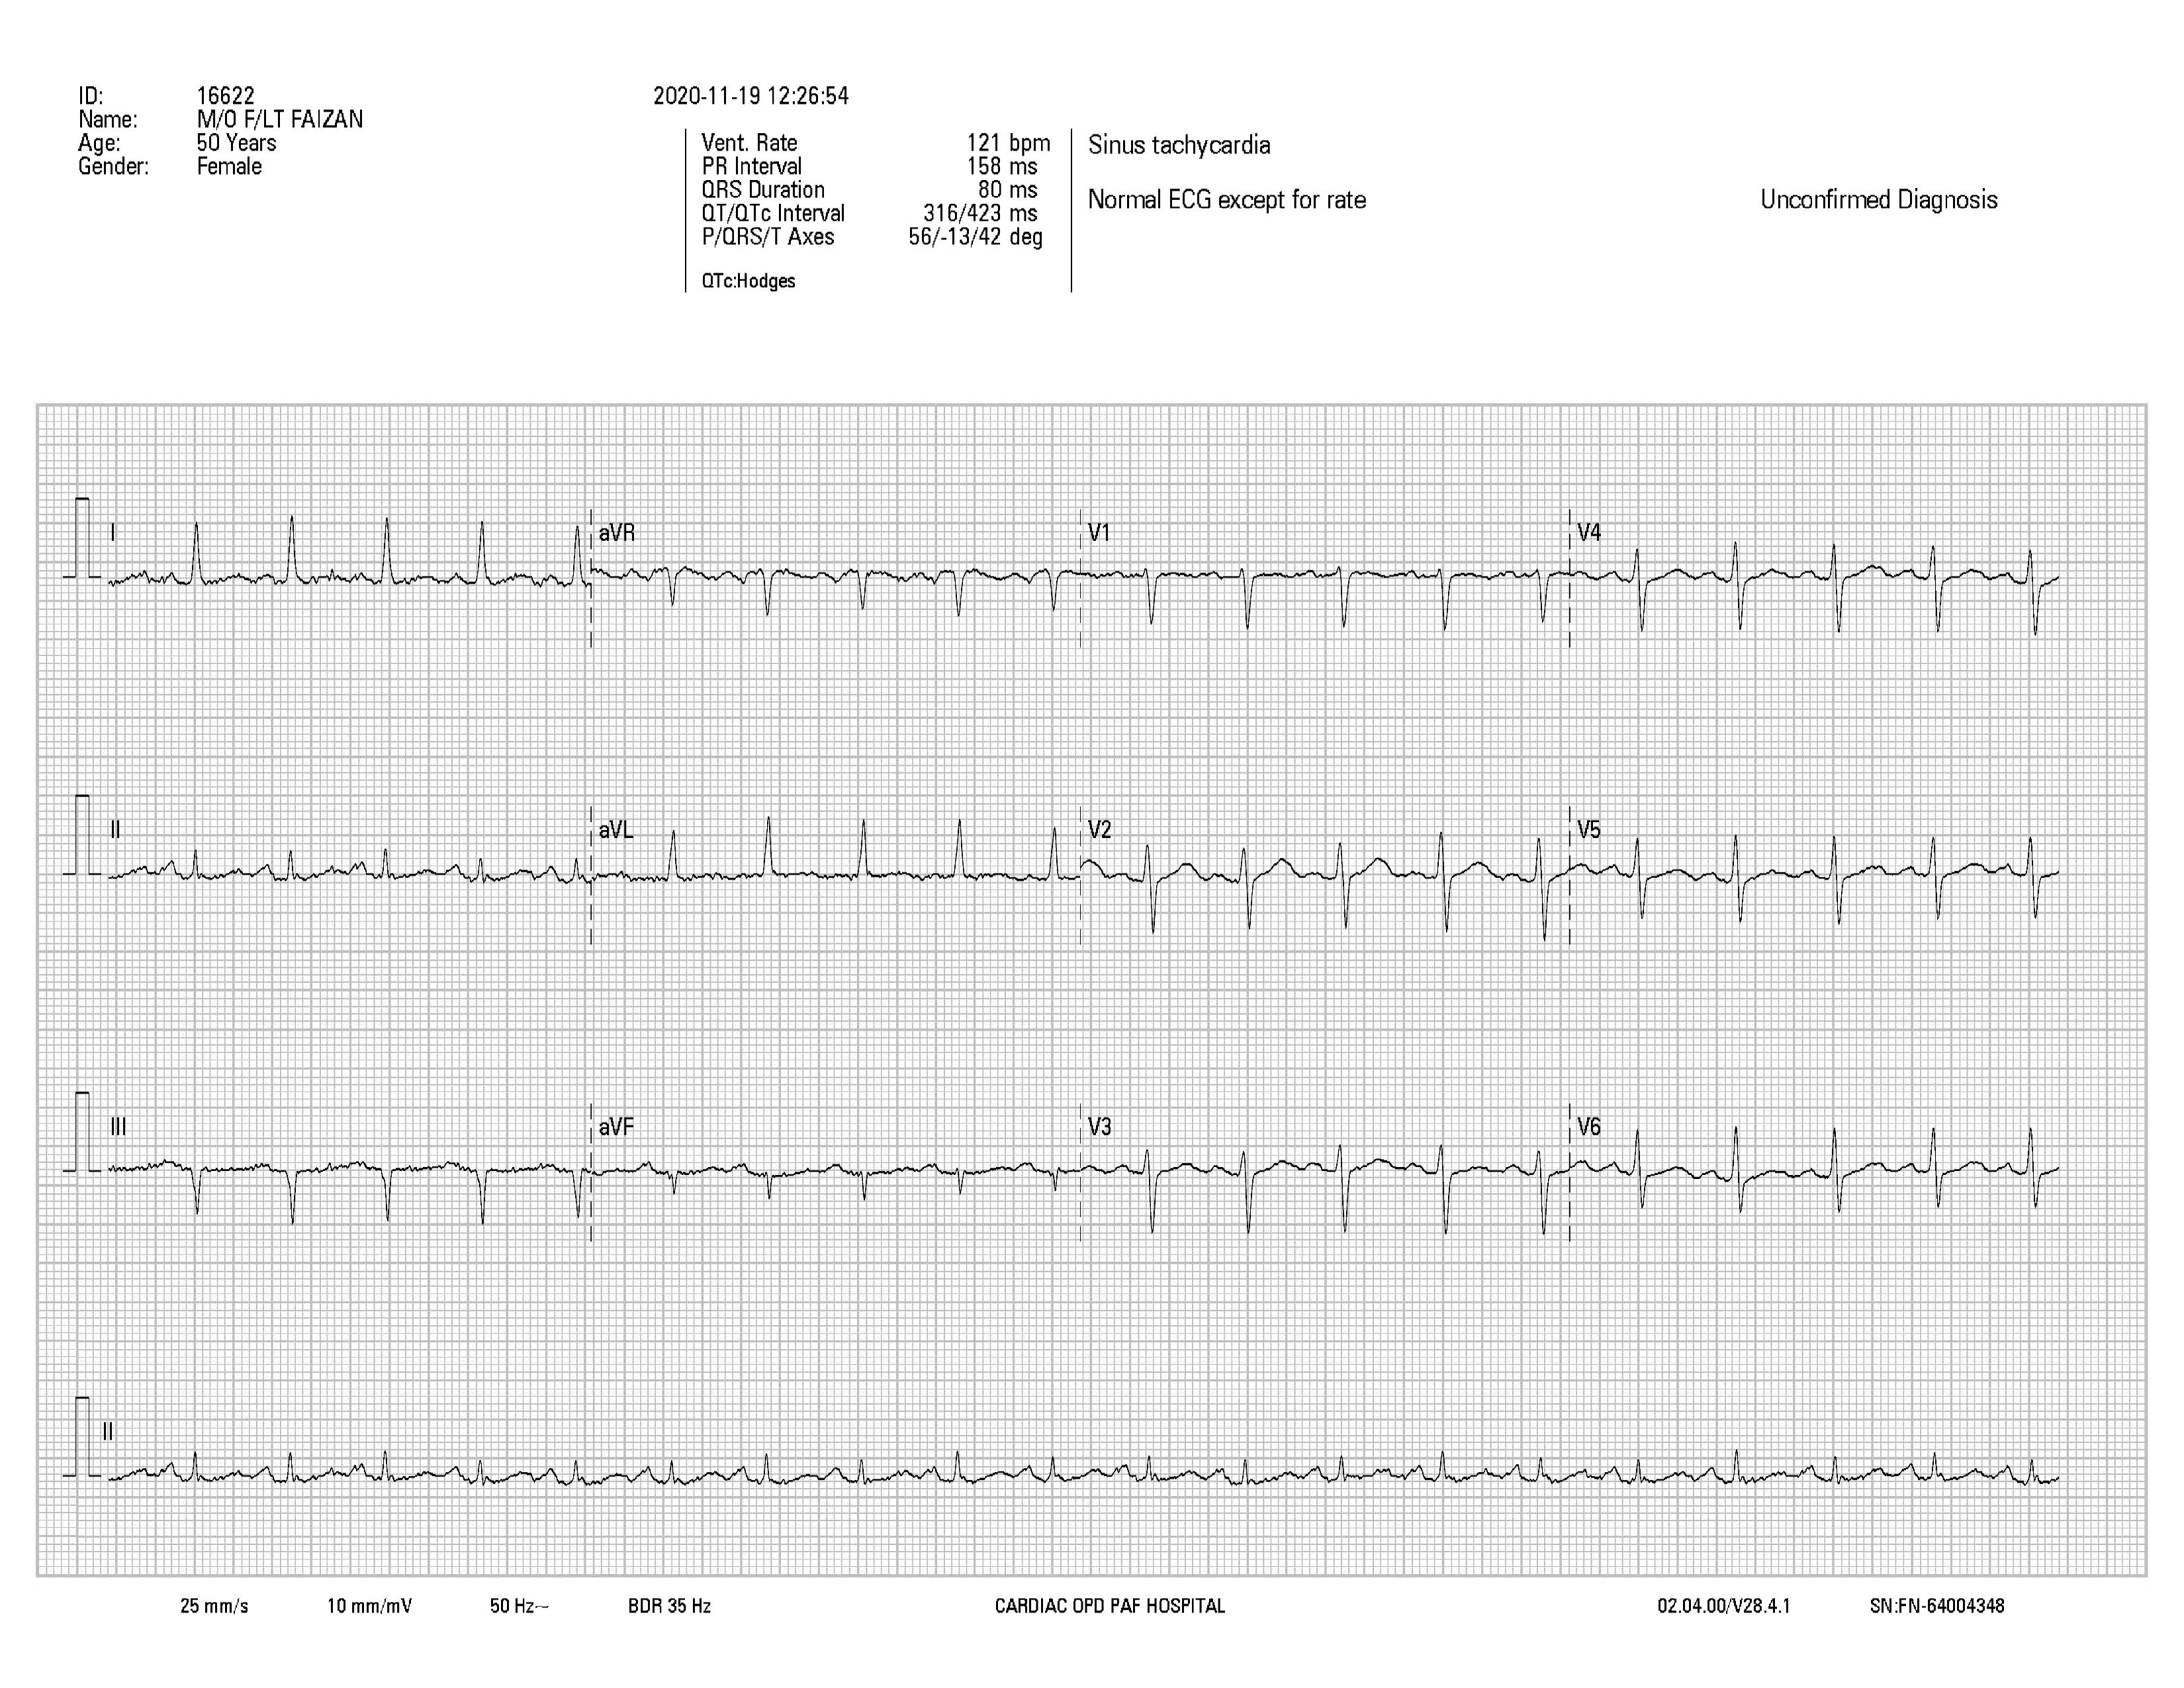 ID: 16622
Name: M/O F/LT FAIZAN
Age: 50 Years
Gender: Female
2020-11-19 12:26:54
Vent. Rate 121 bpm
PR Interval 158 ms
QRS Duration 80 ms
QT/QTc Interval 316/423 ms
P/QRS/T Axes 56/-13/42 deg
QTc:Hodges
Sinus tachycardia
Normal ECG except for rate
Unconfirmed Diagnosis
I aVR V1 V4
II aVL V2 V5
III aVF V3 V6
II
25 mm/s 10 mm/mV 50 Hz~ BDR 35 Hz CARDIAC OPD PAF HOSPITAL 02.04.00/V28.4.1 SN:FN-64004348